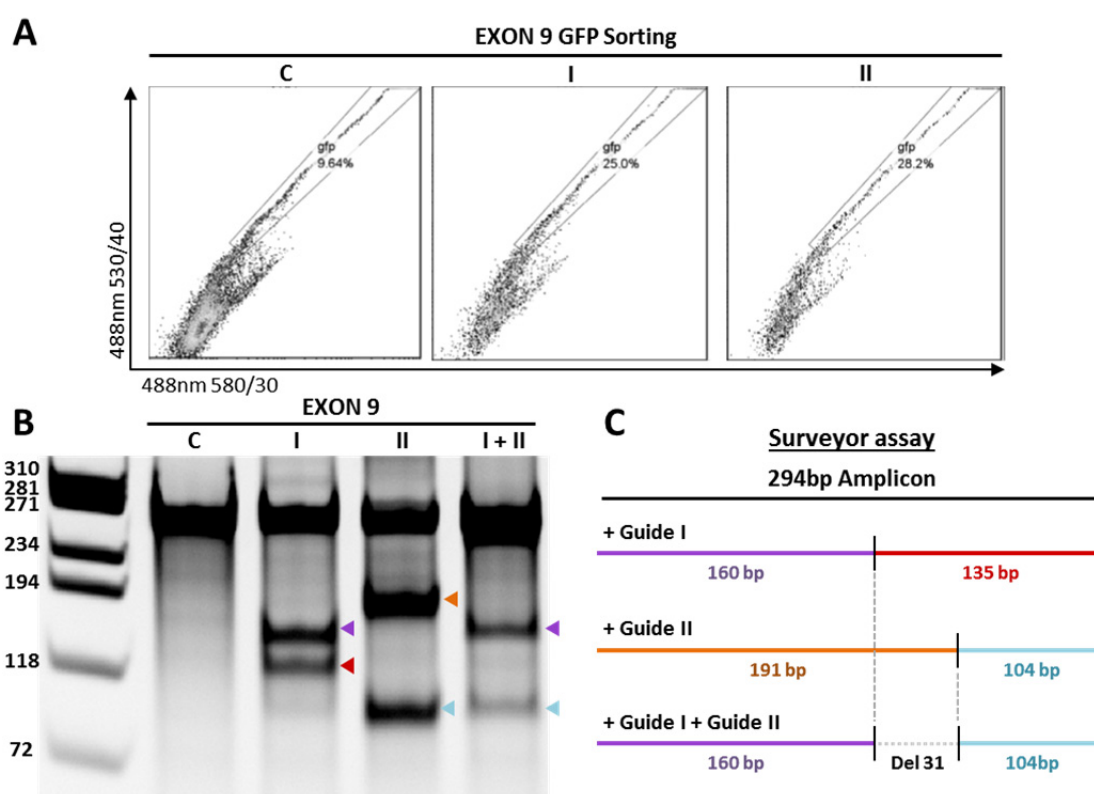 A
EXON 9 GFP Sorting
C
I
II
gfp
9.64%
gfp
25.0%
gfp
28.2%
488nm 530/40
488nm 580/30
B
EXON 9
C
I
II
I + II
310
281
271
234
194
118
72
C
Surveyor assay
294bp Amplicon
+ Guide I
160 bp
135 bp
+ Guide II
191 bp
104 bp
+ Guide I + Guide II
160 bp
Del 31
104bp